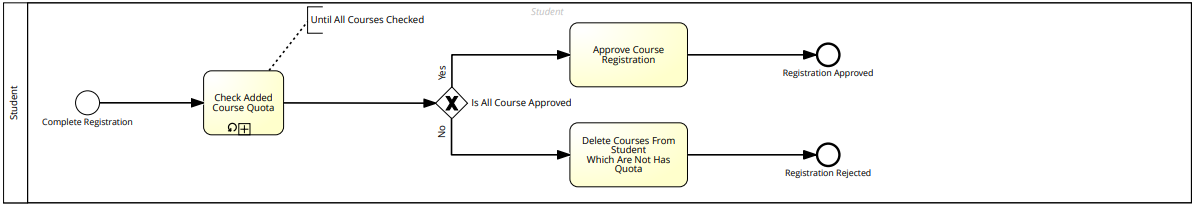 Student
Student
Until All Courses Checked
Complete Registration
Check Added
Course Quota
Is All Course Approved
Yes
No
Approve Course
Registration
Registration Approved
Delete Courses From
Student
Which Are Not Has
Quota
Registration Rejected